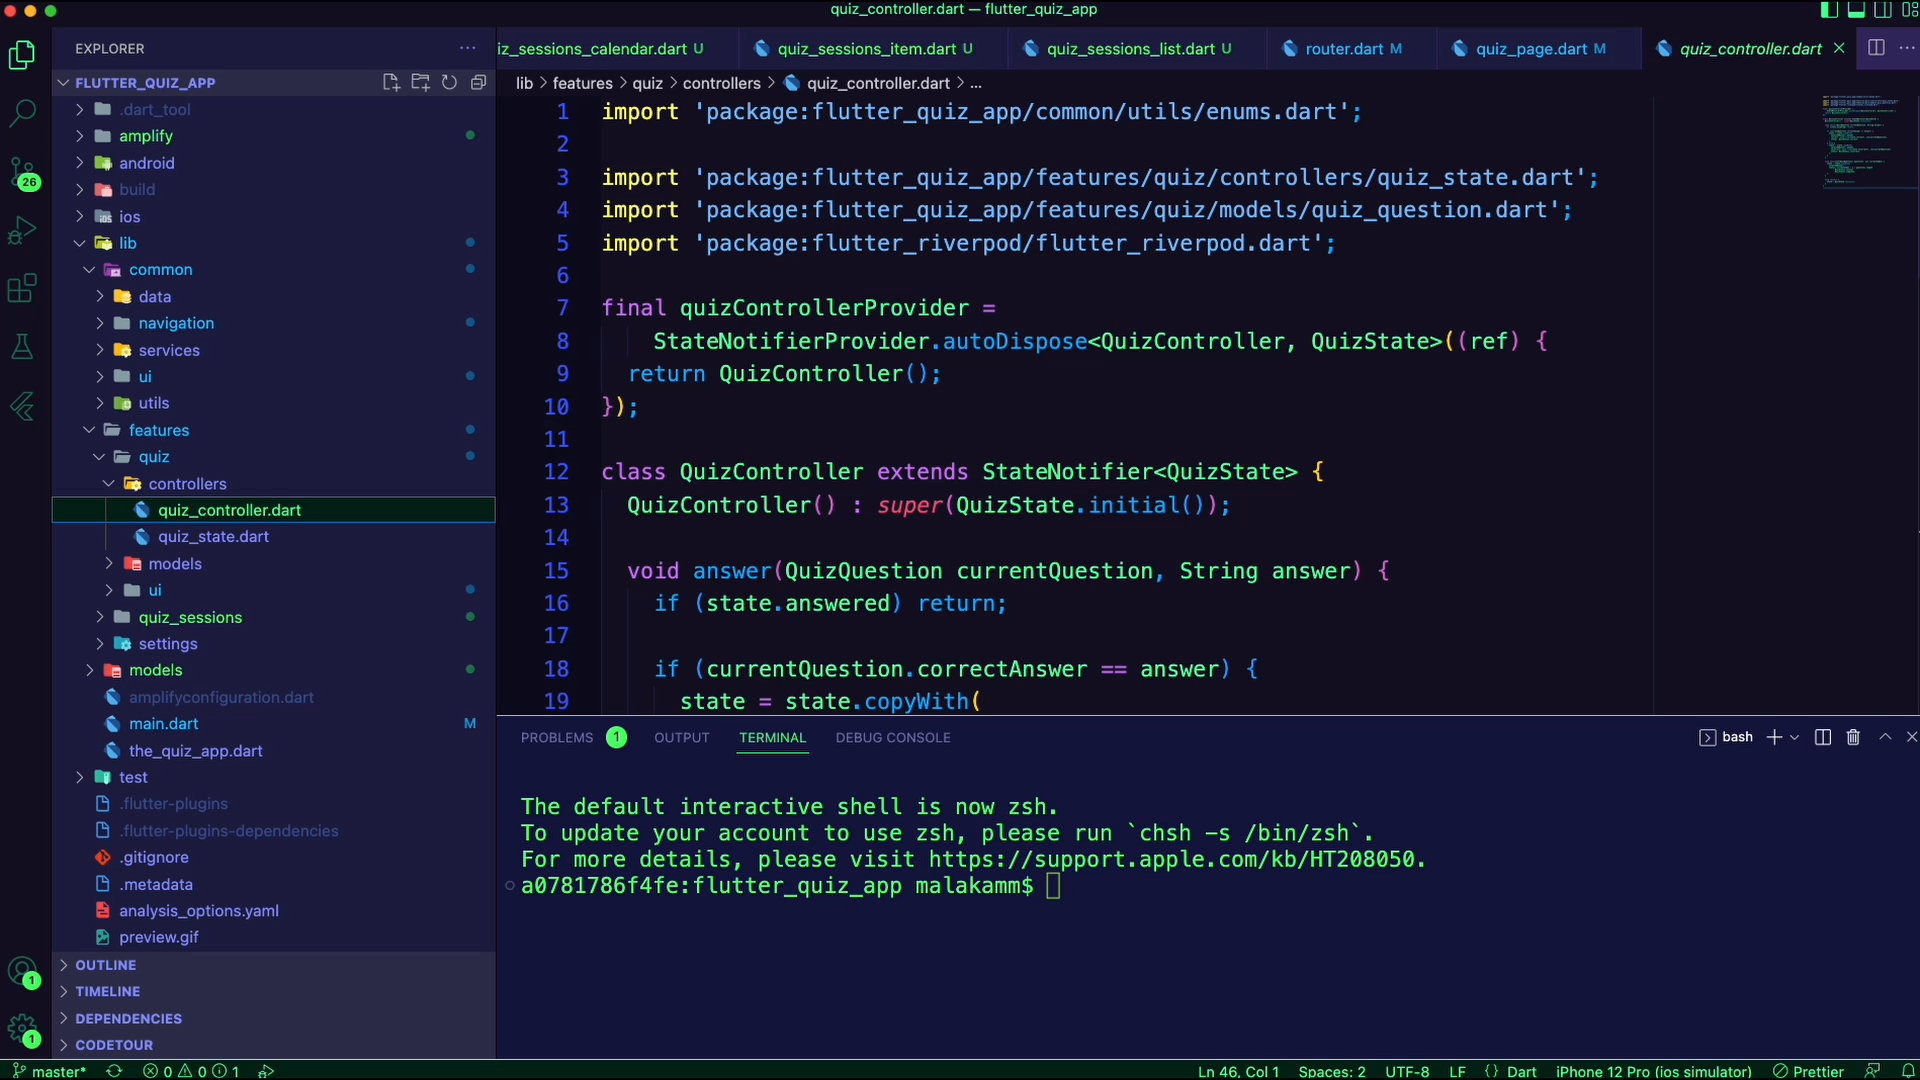 quiz_controller.dart — flutter_quiz_app
EXPLORER
FLUTTER_QUIZ_APP
.dart_tool
amplify
android
build
ios
lib
common
data
navigation
services
ui
utils
features
quiz
controllers
quiz_controller.dart
quiz_state.dart
models
ui
quiz_sessions
settings
models
amplifyconfiguration.dart
main.dart M
the_quiz_app.dart
test
.flutter-plugins
.flutter-plugins-dependencies
.gitignore
.metadata
analysis_options.yaml
preview.gif
OUTLINE
TIMELINE
DEPENDENCIES
CODETOUR
26
1
1
iz_sessions_calendar.dart U quiz_sessions_item.dart U quiz_sessions_list.dart U router.dart M quiz_page.dart M quiz_controller.dart
lib > features > quiz > controllers > quiz_controller.dart > ...
1 import 'package:flutter_quiz_app/common/utils/enums.dart';
2
3 import 'package:flutter_quiz_app/features/quiz/controllers/quiz_state.dart';
4 import 'package:flutter_quiz_app/features/quiz/models/quiz_question.dart';
5 import 'package:flutter_riverpod/flutter_riverpod.dart';
6
7 final quizControllerProvider =
8 StateNotifierProvider.autoDispose<QuizController, QuizState>((ref) {
9 return QuizController();
10 });
11
12 class QuizController extends StateNotifier<QuizState> {
13 QuizController() : super(QuizState.initial());
14
15 void answer(QuizQuestion currentQuestion, String answer) {
16 if (state.answered) return;
17
18 if (currentQuestion.correctAnswer == answer) {
19 state = state.copyWith(
PROBLEMS 1 OUTPUT TERMINAL DEBUG CONSOLE bash
The default interactive shell is now zsh.
To update your account to use zsh, please run `chsh -s /bin/zsh`.
For more details, please visit https://support.apple.com/kb/HT208050.
a0781786f4fe:flutter_quiz_app malakamm$
master* 0 0 1 Ln 46, Col 1 Spaces: 2 UTF-8 LF {} Dart iPhone 12 Pro (ios simulator) Prettier